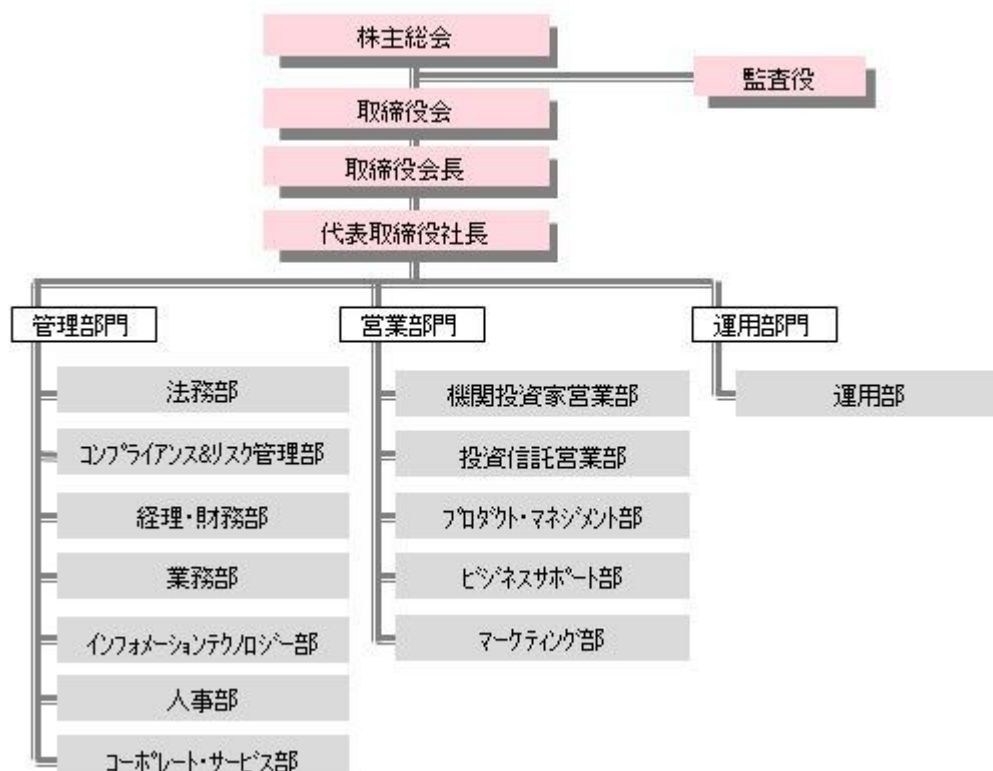 株主総会
監査役
取締役会
取締役会長
代表取締役社長
管理部門
営業部門
運用部門
法務部
コンプライアンス&リスク管理部
経理・財務部
業務部
インフォメーションテクノロジー部
人事部
コーポレート・サービス部
機関投資家営業部
投資信託営業部
プロダクト・マネジメント部
ビジネスサポート部
マーケティング部
運用部